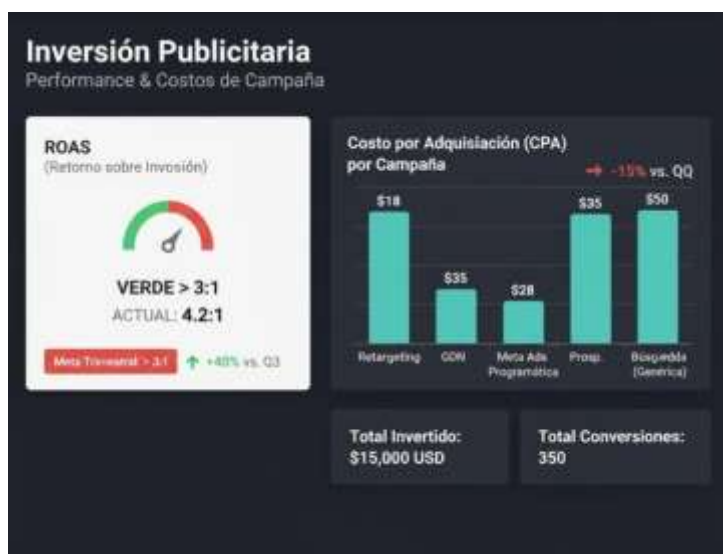 Inversión Publicitaria
Performance & Costos de Campaña
ROAS
(Retorno sobre Invosión)
VERDE > 3:1
ACTUAL: 4.2:1
Meta Trimestral > 3:1
+40% vs. Q3
Costo por Adquisiación (CPA)
por Campaña
-15% vs. QQ
$18
$35
$28
$35
$50
Retargeting
GDN
Meta Ads
Programática
Prosp.
Búsqueda
(Genérica)
Total Invertido:
$15,000 USD
Total Conversiones:
350